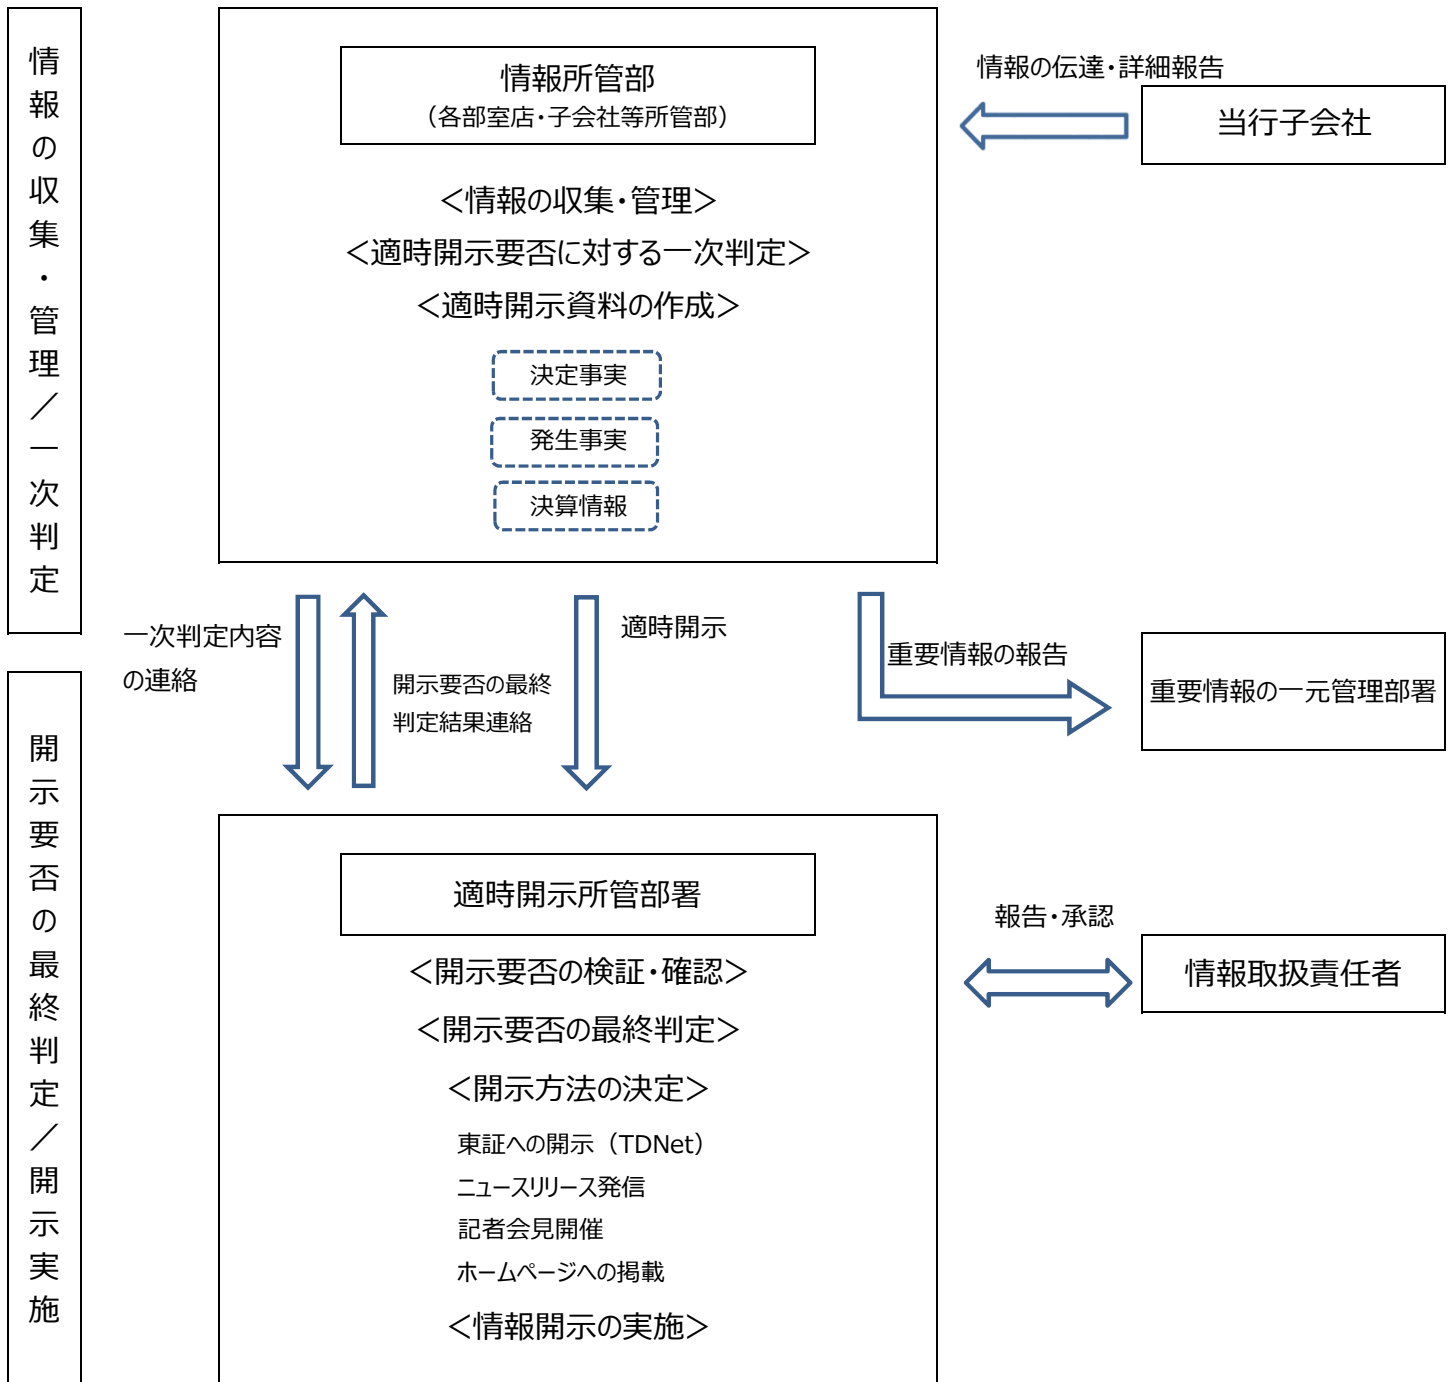 情報の収集・管理／一次判定
情報所管部
（各部室店・子会社等所管部）
＜情報の収集・管理＞
＜適時開示要否に対する一次判定＞
＜適時開示資料の作成＞
決定事実
発生事実
決算情報
情報の伝達・詳細報告
当行子会社
一次判定内容
の連絡
開示要否の最終
判定結果連絡
適時開示
重要情報の報告
重要情報の一元管理部署
開示要否の最終判定／開示実施
適時開示所管部署
＜開示要否の検証・確認＞
＜開示要否の最終判定＞
＜開示方法の決定＞
東証への開示（TDNet）
ニュースリリース発信
記者会見開催
ホームページへの掲載
＜情報開示の実施＞
報告・承認
情報取扱責任者